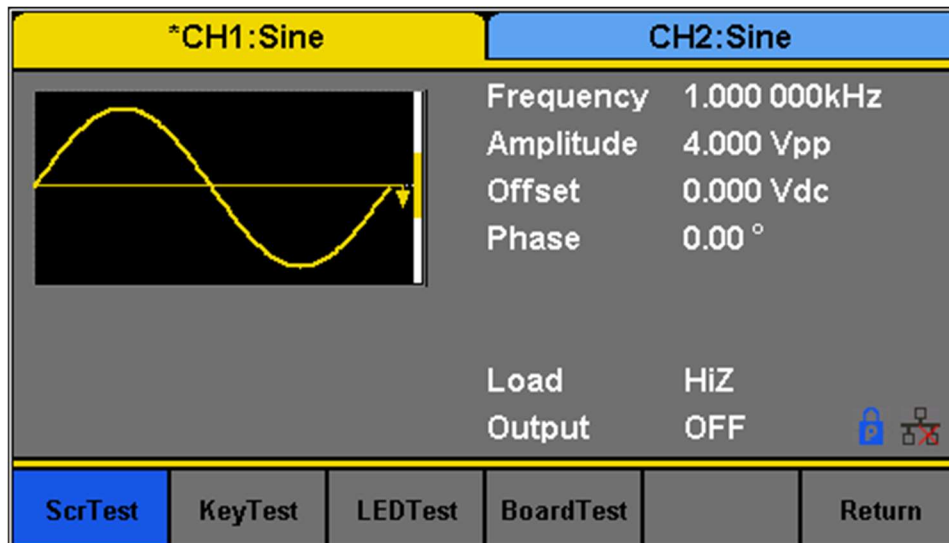 *CH1:Sine CH2:Sine
Frequency 1.000 000kHz
Amplitude 4.000 Vpp
Offset 0.000 Vdc
Phase 0.00 °
Load HiZ
Output OFF
P
ScrTest KeyTest LEDTest BoardTest Return